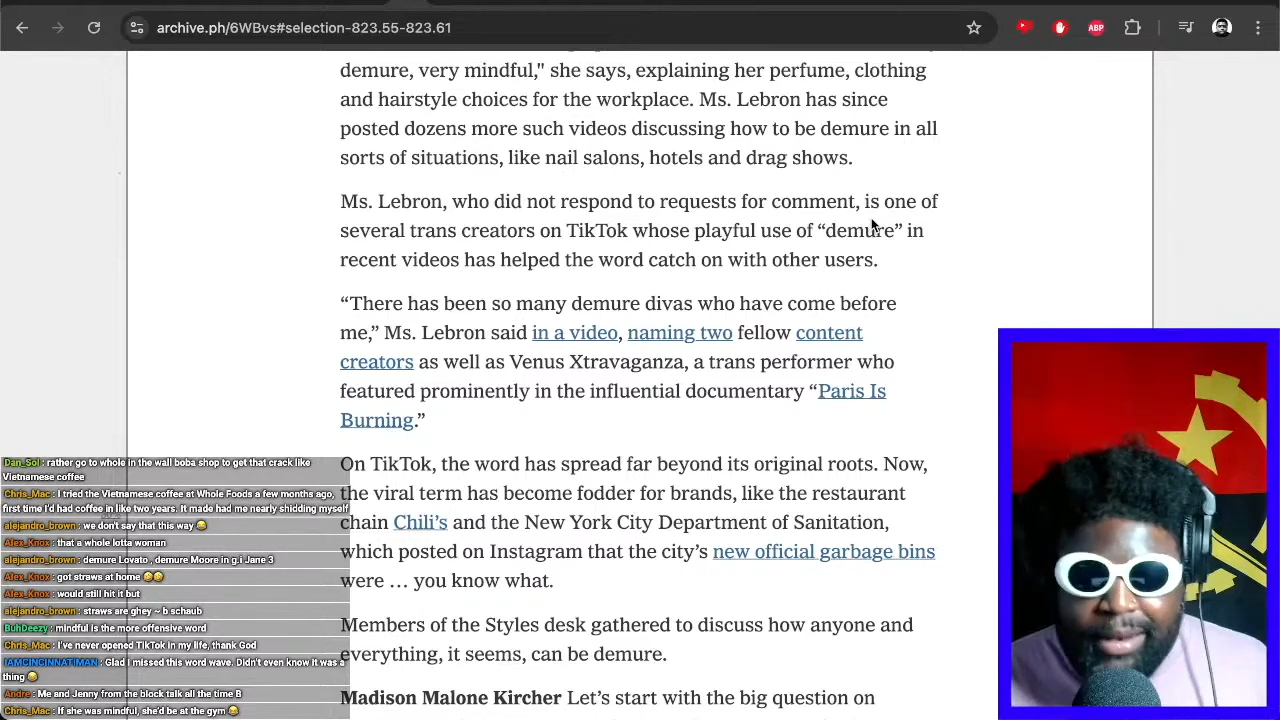 archive.ph/6WBvs#selection-823.55-823.61
ABP
demure, very mindful," she says, explaining her perfume, clothing
and hairstyle choices for the workplace. Ms. Lebron has since
posted dozens more such videos discussing how to be demure in all
sorts of situations, like nail salons, hotels and drag shows.
Ms. Lebron, who did not respond to requests for comment, is one of
several trans creators on TikTok whose playful use of “demure” in
recent videos has helped the word catch on with other users.
“There has been so many demure divas who have come before
me,” Ms. Lebron said in a video, naming two fellow content
creators as well as Venus Xtravaganza, a trans performer who
featured prominently in the influential documentary “Paris Is
Burning.”
On TikTok, the word has spread far beyond its original roots. Now,
the viral term has become fodder for brands, like the restaurant
chain Chili’s and the New York City Department of Sanitation,
which posted on Instagram that the city’s new official garbage bins
were … you know what.
Members of the Styles desk gathered to discuss how anyone and
everything, it seems, can be demure.
Madison Malone Kircher Let’s start with the big question on
Dan_Sol : rather go to whole in the wall boba shop to get that crack like
Vietnamese coffee
Chris_Mac : I tried the Vietnamese coffee at Whole Foods a few months ago,
first time I'd had coffee in like two years. It made had me nearly shidding myself
alejandro_brown : we don't say that this way 😂
Alex_Knox : that a whole lotta woman
alejandro_brown : demure Lovato , demure Moore in g.i Jane 3
Alex_Knox : got straws at home 🤣🤣
Alex_Knox : would still hit it but
alejandro_brown : straws are ghey ~ b schaub
BuhDeezy : mindful is the more offensive word
Chris_Mac : I've never opened TikTok in my life, thank God
IAMCINCINNATIMAN : Glad I missed this word wave. Didn't even know it was a
thing
Andre : Me and Jenny from the block talk all the time B
Chris_Mac : If she was mindful, she'd be at the gym 😂